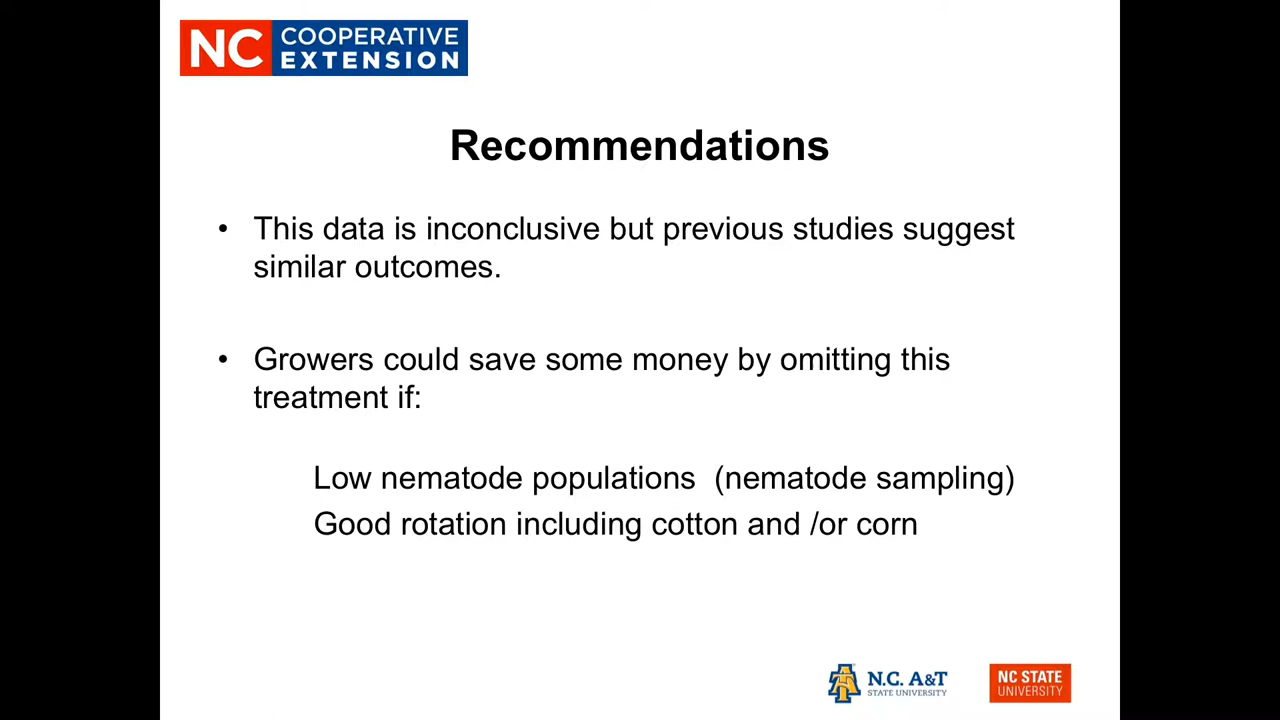 NC COOPERATIVE
EXTENSION
Recommendations
• This data is inconclusive but previous studies suggest
similar outcomes.
• Growers could save some money by omitting this
treatment if:
Low nematode populations (nematode sampling)
Good rotation including cotton and /or corn
N.C. A&T
STATE UNIVERSITY
NC STATE
UNIVERSITY